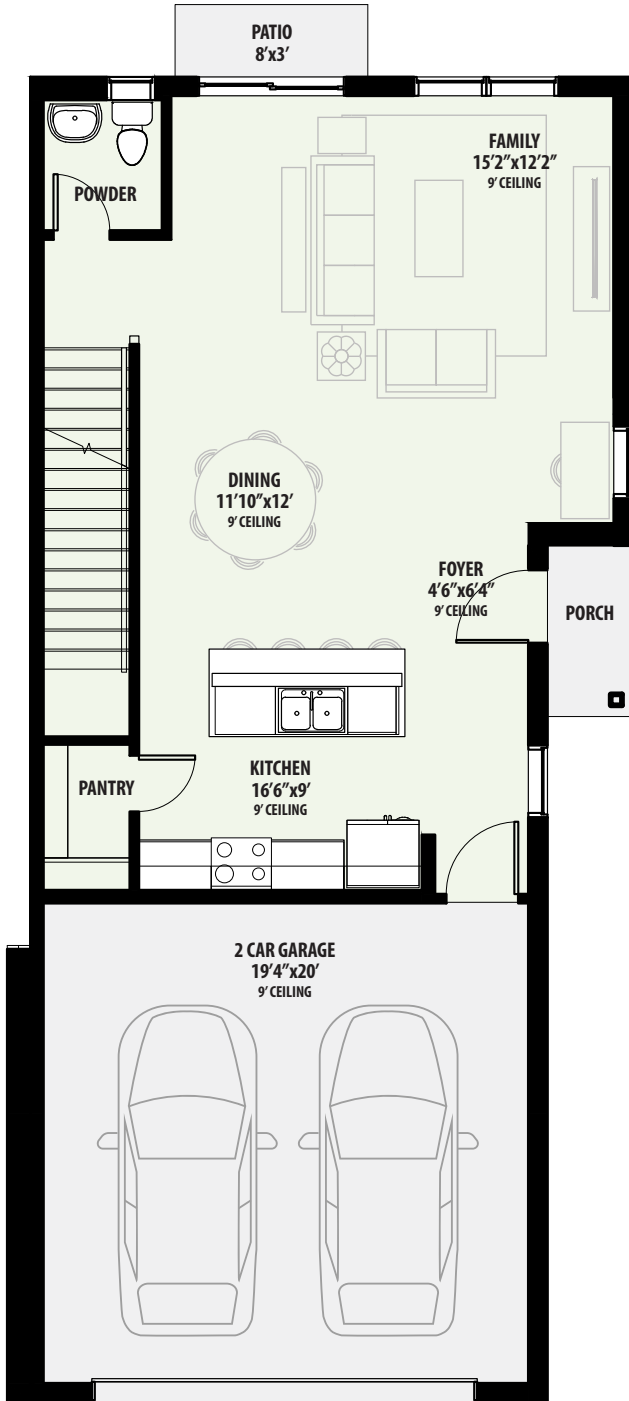 PATIO
8'x3'
FAMILY
15'2"x12'2"
9' CEILING
POWDER
DINING
11'10"x12'
9' CEILING
FOYER
4'6"x6'4"
9' CEILING
PORCH
KITCHEN
16'6"x9'
9' CEILING
PANTRY
2 CAR GARAGE
19'4"x20'
9' CEILING